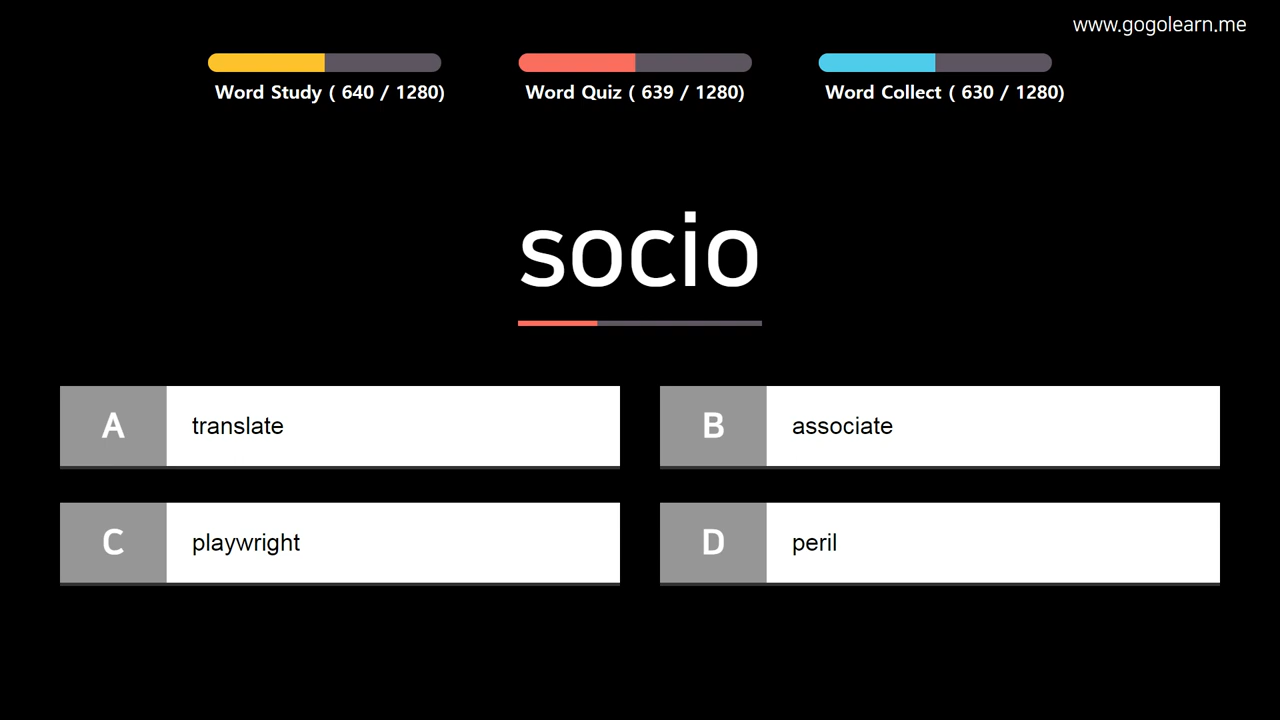 www.gogolearn.me
Word Study ( 640 / 1280)
Word Quiz ( 639 / 1280)
Word Collect ( 630 / 1280)
socio
A translate
B associate
C playwright
D peril